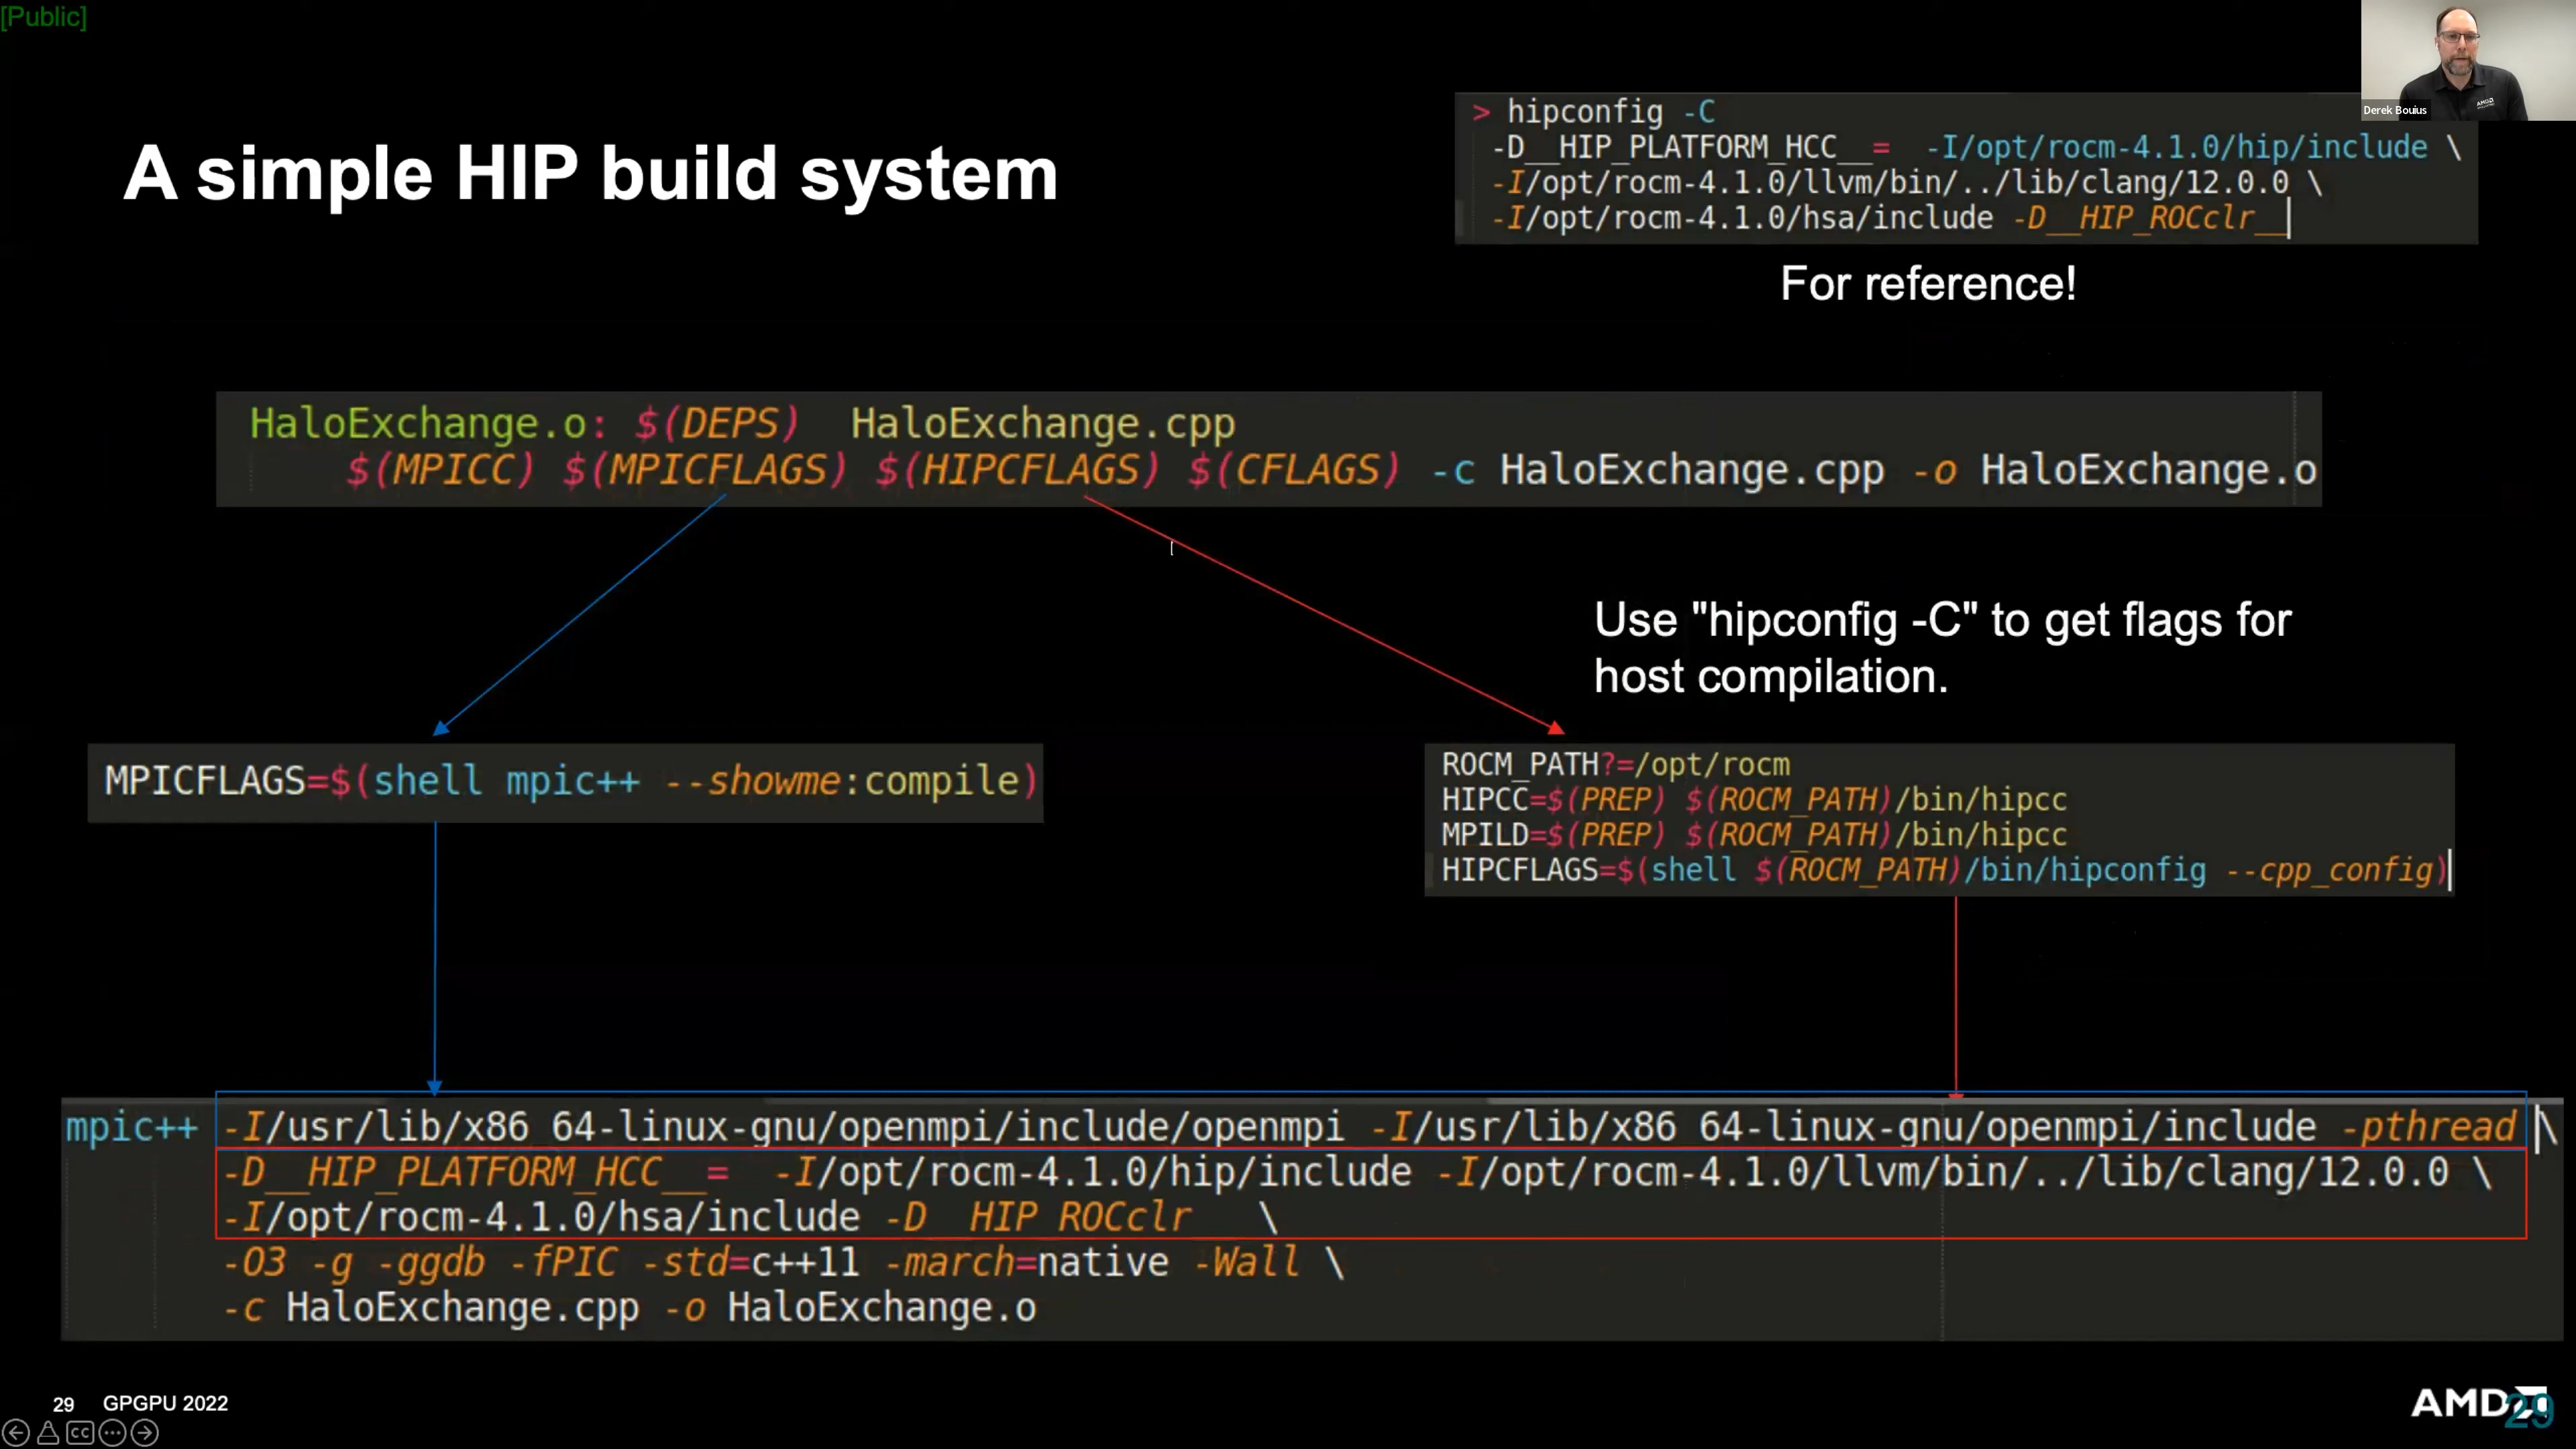 [Public]
Derek Bouius
A simple HIP build system
> hipconfig -C
-D__HIP_PLATFORM_HCC__= -I/opt/rocm-4.1.0/hip/include \
-I/opt/rocm-4.1.0/llvm/bin/../lib/clang/12.0.0 \
-I/opt/rocm-4.1.0/hsa/include -D__HIP_ROCclr__
For reference!
HaloExchange.o: $(DEPS) HaloExchange.cpp
$(MPICC) $(MPICFLAGS) $(HIPCFLAGS) $(CFLAGS) -c HaloExchange.cpp -o HaloExchange.o
Use "hipconfig -C" to get flags for
host compilation.
MPICFLAGS=$(shell mpic++ --showme:compile)
ROCM_PATH?=/opt/rocm
HIPCC=$(PREP) $(ROCM_PATH)/bin/hipcc
MPILD=$(PREP) $(ROCM_PATH)/bin/hipcc
HIPCFLAGS=$(shell $(ROCM_PATH)/bin/hipconfig --cpp_config)
mpic++ -I/usr/lib/x86_64-linux-gnu/openmpi/include/openmpi -I/usr/lib/x86_64-linux-gnu/openmpi/include -pthread \
-D__HIP_PLATFORM_HCC__= -I/opt/rocm-4.1.0/hip/include -I/opt/rocm-4.1.0/llvm/bin/../lib/clang/12.0.0 \
-I/opt/rocm-4.1.0/hsa/include -D__HIP_ROCclr__ \
-O3 -g -ggdb -fPIC -std=c++11 -march=native -Wall \
-c HaloExchange.cpp -o HaloExchange.o
29 GPGPU 2022
AMD
29
CC